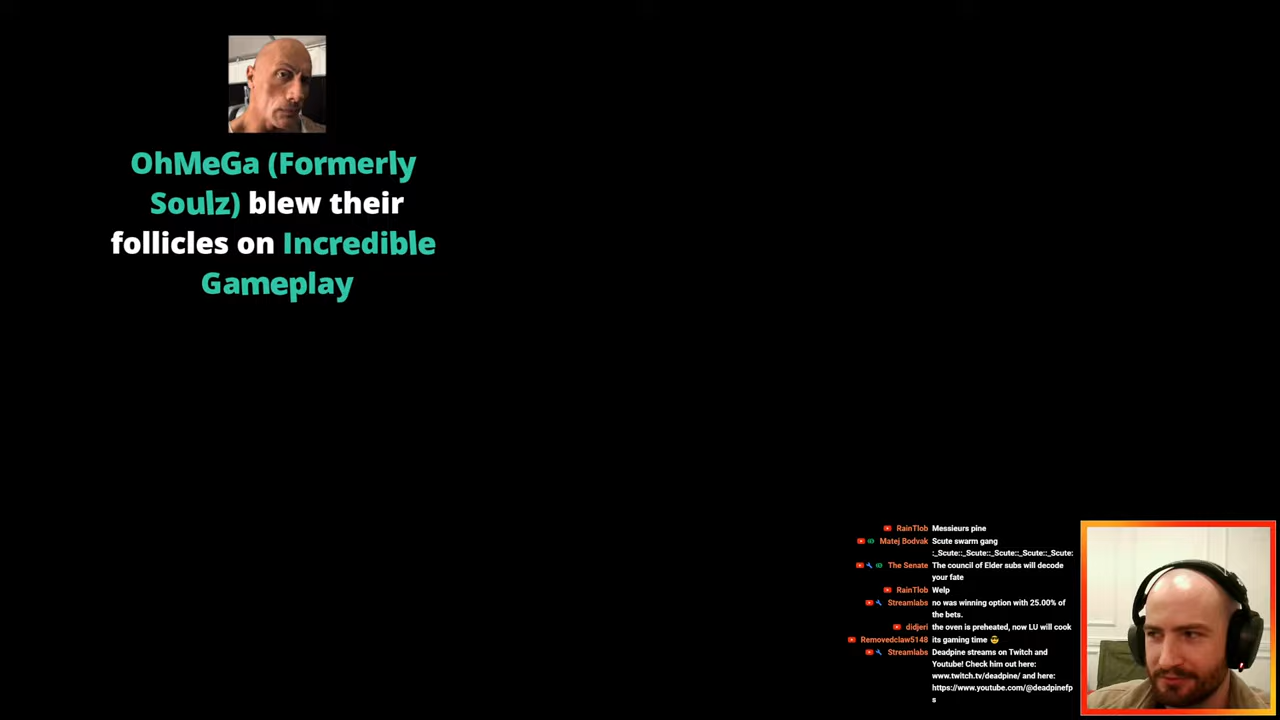 OhMeGa (Formerly
Soulz) blew their
follicles on Incredible
Gameplay
RainTlob Messieurs pine
Matej Bodvak Scute swarm gang
:_Scute::_Scute::_Scute::_Scute::_Scute:
The Senate The council of Elder subs will decode
your fate
RainTlob Welp
Streamlabs no was winning option with 25.00% of
the bets.
didjeri the oven is preheated, now LU will cook
Removedclaw5148 its gaming time 😎
Streamlabs Deadpine streams on Twitch and
Youtube! Check him out here:
www.twitch.tv/deadpine/ and here:
https://www.youtube.com/@deadpinefp
s